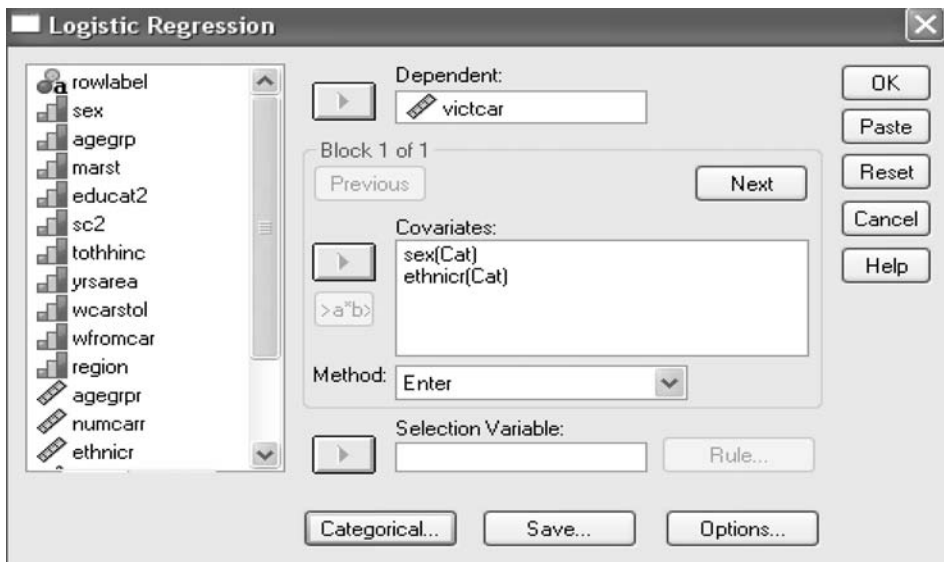 Logistic Regression
rowlabel
sex
agegrp
marst
educat2
sc2
tothhinc
yrsarea
wcarstol
wfromcar
region
agegrpr
numcarr
ethnicr
Dependent:
victcar
Block 1 of 1
Previous
Next
Covariates:
sex(Cat)
ethnicr(Cat)
>a*b>
Method:
Enter
Selection Variable:
Rule...
Categorical...
Save...
Options...
OK
Paste
Reset
Cancel
Help